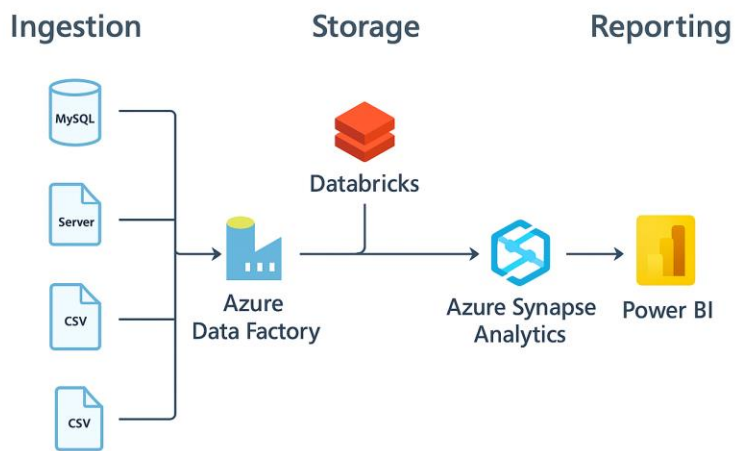 Ingestion
Storage
Reporting
MySQL
Server
CSV
CSV
Azure
Data Factory
Databricks
Azure Synapse
Analytics
Power BI